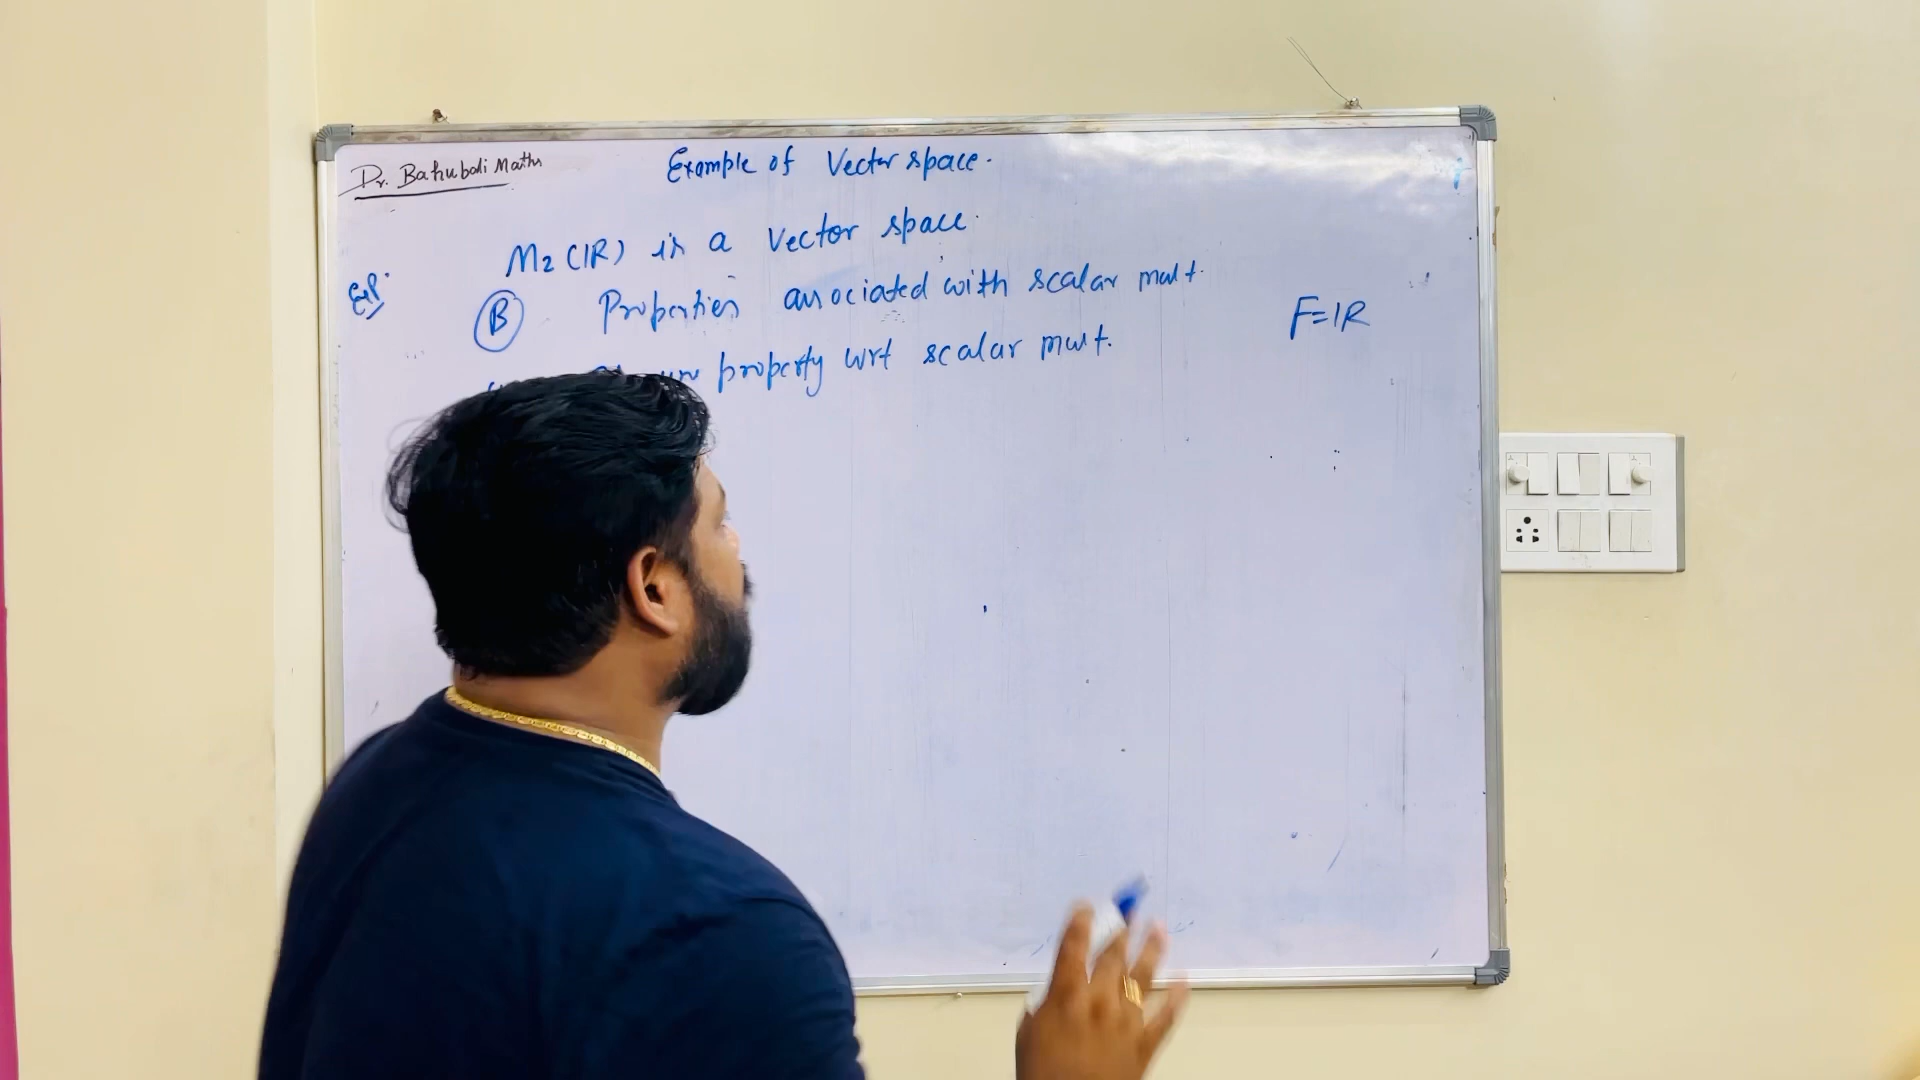 Dr. Bahubali Maths
Example of Vector space.
Exp.
M2 (IR) is a vector space.
B Properties associated with scalar mult.
F=IR
property wrt scalar mult.